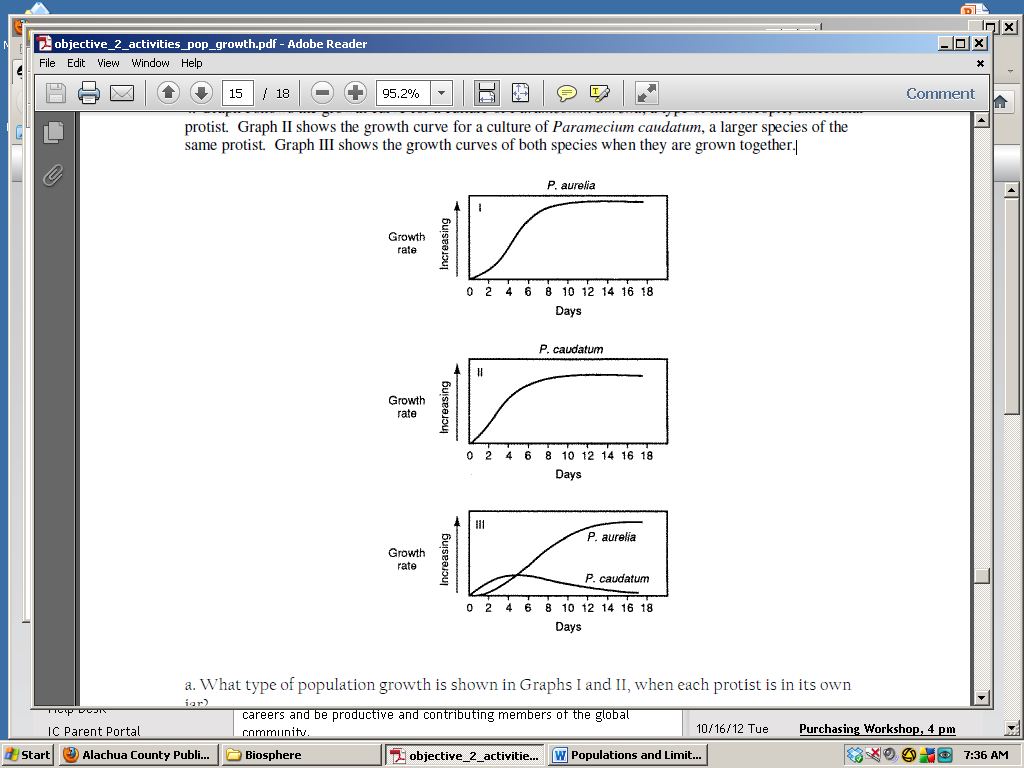 objective_2_activities_pop_growth.pdf - Adobe Reader
File Edit View Window Help
15 / 18 95.2% Comment
protist. Graph II shows the growth curve for a culture of Paramecium caudatum, a larger species of the
same protist. Graph III shows the growth curves of both species when they are grown together.
P. aurelia
I
Growth
rate
Increasing
0 2 4 6 8 10 12 14 16 18
Days
P. caudatum
II
Growth
rate
Increasing
0 2 4 6 8 10 12 14 16 18
Days
III
P. aurelia
Growth
rate
Increasing
P. caudatum
0 2 4 6 8 10 12 14 16 18
Days
a. What type of population growth is shown in Graphs I and II, when each protist is in its own
jar?
Help Desk
IC Parent Portal
careers and be productive and contributing members of the global
community.
10/16/12 Tue Purchasing Workshop, 4 pm
Start Alachua County Publi... Biosphere objective_2_activitie... Populations and Limit... 7:36 AM